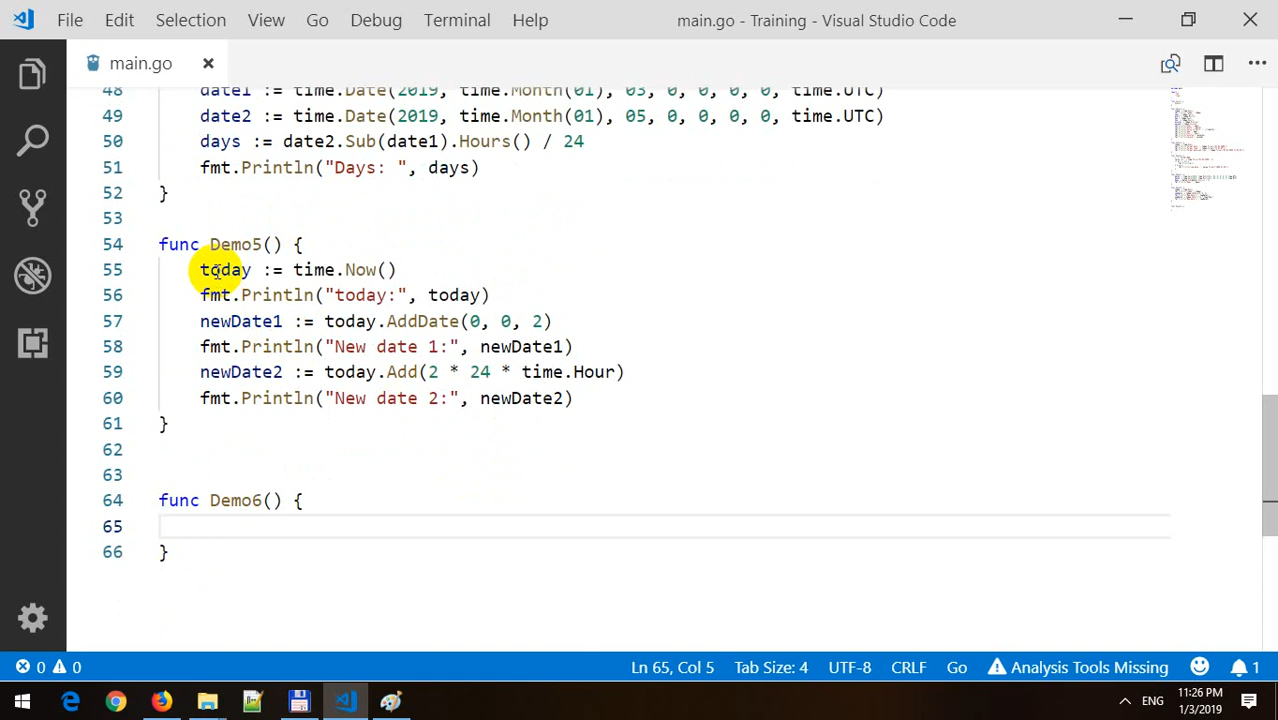 File Edit Selection View Go Debug Terminal Help main.go - Training - Visual Studio Code
main.go
48 date1 := time.Date(2019, time.Month(01), 03, 0, 0, 0, 0, time.UTC)
49 date2 := time.Date(2019, time.Month(01), 05, 0, 0, 0, 0, time.UTC)
50 days := date2.Sub(date1).Hours() / 24
51 fmt.Println("Days: ", days)
52 }
53
54 func Demo5() {
55 today := time.Now()
56 fmt.Println("today:", today)
57 newDate1 := today.AddDate(0, 0, 2)
58 fmt.Println("New date 1:", newDate1)
59 newDate2 := today.Add(2 * 24 * time.Hour)
60 fmt.Println("New date 2:", newDate2)
61 }
62
63
64 func Demo6() {
65
66 }
0 0 Ln 65, Col 5 Tab Size: 4 UTF-8 CRLF Go Analysis Tools Missing 1
ENG 11:26 PM
1/3/2019